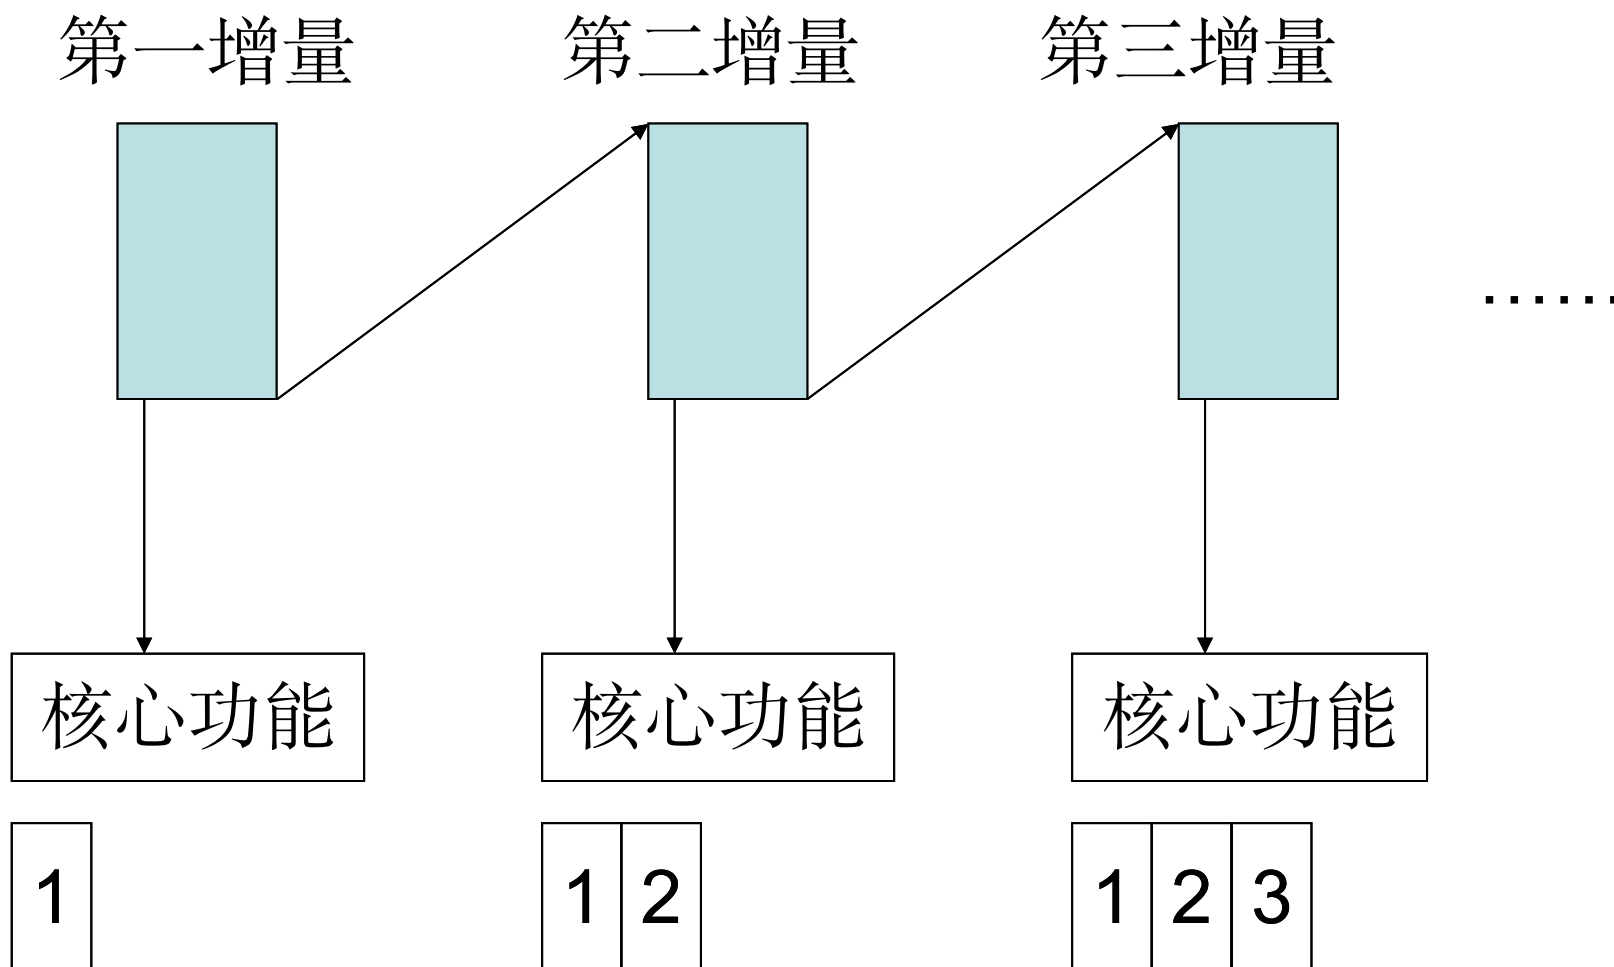 第一增量 第二增量 第三增量
......
核心功能 核心功能 核心功能
1 1 2 1 2 3